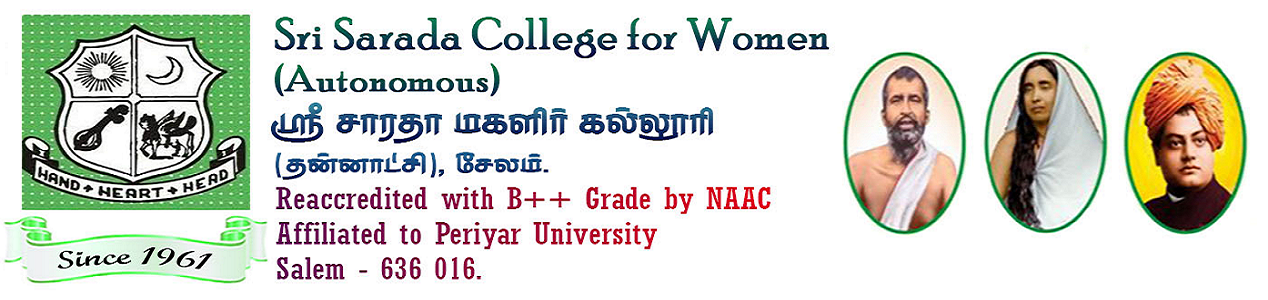 HAND + HEART + HEAD
Since 1961
Sri Sarada College for Women
(Autonomous)
ஸ்ரீ சாரதா மகளிர் கல்லூரி
(தன்னாட்சி), சேலம்.
Reaccredited with B++ Grade by NAAC
Affiliated to Periyar University
Salem - 636 016.